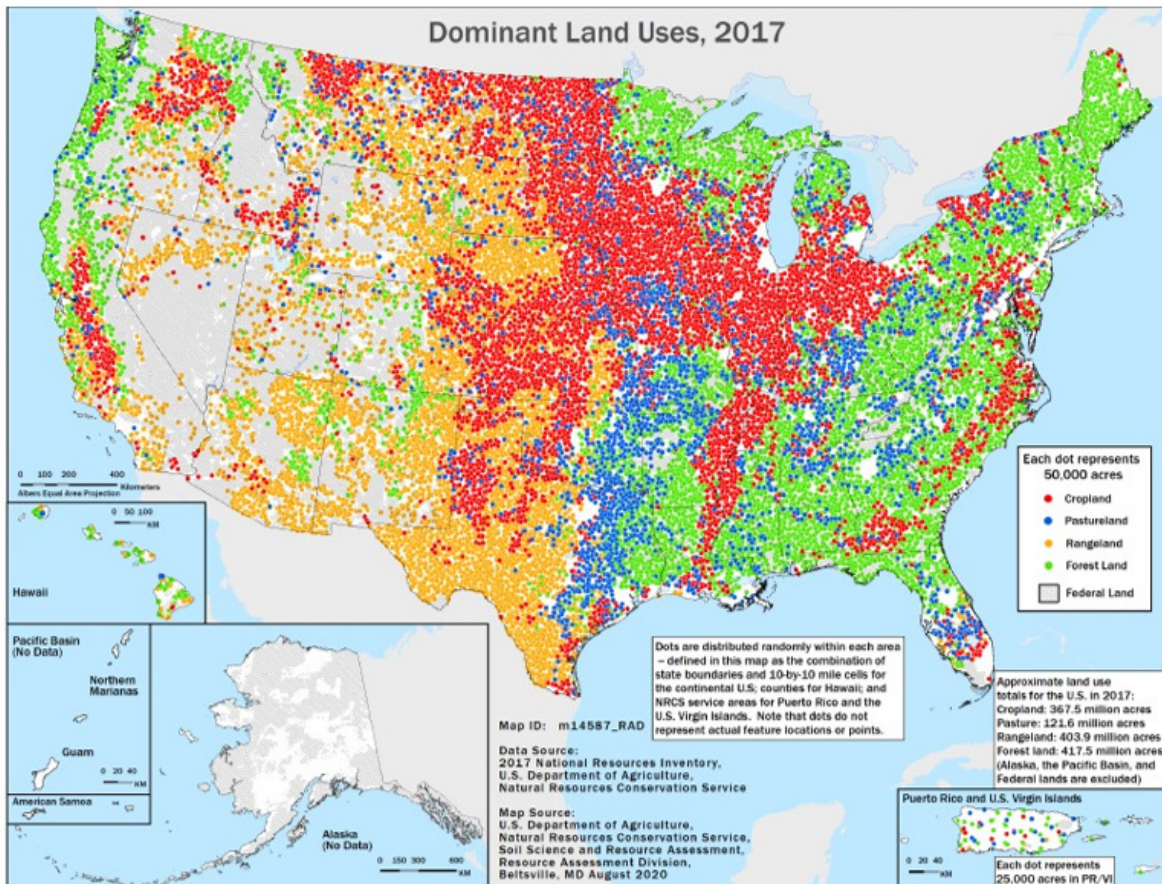 Dominant Land Uses, 2017
0 100 200 400
Kilometers
Albers Equal Area Projection
Each dot represents
50,000 acres
Cropland
Pastureland
Rangeland
Forest Land
Federal Land
0 50 100
KM
Hawaii
Pacific Basin
(No Data)
Northern
Marianas
Guam
0 20 40
KM
American Samoa
Alaska
(No Data)
0 150 300 600
KM
Dots are distributed randomly within each area
– defined in this map as the combination of
state boundaries and 10-by-10 mile cells for
the continental US; counties for Hawaii; and
NRCS service areas for Puerto Rico and the
U.S. Virgin Islands. Note that dots do not
represent actual feature locations or points.
Map ID: m14587_RAD
Data Source:
2017 National Resources Inventory,
U.S. Department of Agriculture,
Natural Resources Conservation Service
Map Source:
U.S. Department of Agriculture,
Natural Resources Conservation Service,
Soil Science and Resource Assessment,
Resource Assessment Division,
Beltsville, MD August 2020
Approximate land use
totals for the U.S. in 2017:
Cropland: 367.5 million acres
Pasture: 121.6 million acres
Rangeland: 403.9 million acres
Forest land: 417.5 million acres
(Alaska, the Pacific Basin, and
Federal lands are excluded)
Puerto Rico and U.S. Virgin Islands
0 20 40
KM
Each dot represents
25,000 acres in PR/VI